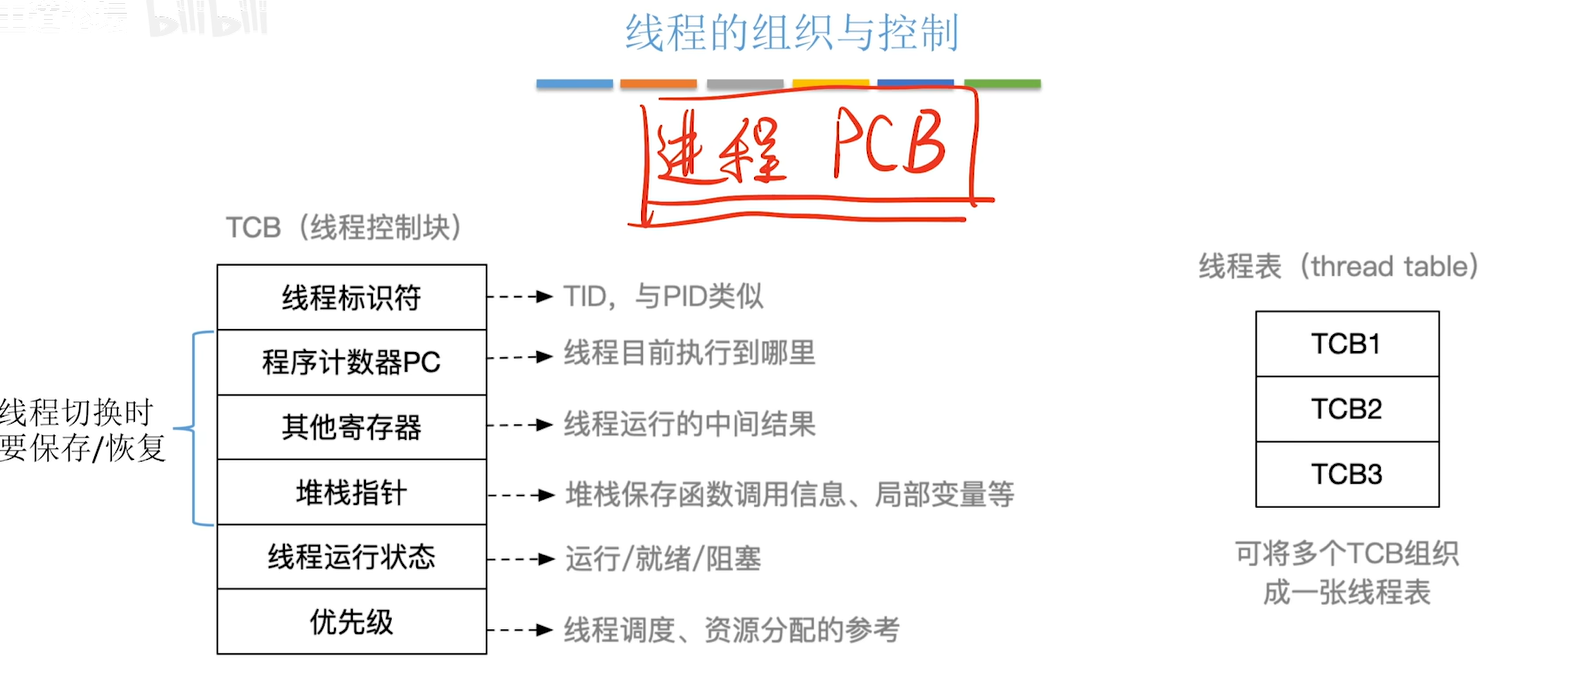 bilibili
线程的组织与控制
进程 PCB
TCB（线程控制块）
线程标识符
TID，与PID类似
程序计数器PC
线程目前执行到哪里
其他寄存器
线程运行的中间结果
堆栈指针
堆栈保存函数调用信息、局部变量等
线程运行状态
运行/就绪/阻塞
优先级
线程调度、资源分配的参考
线程切换时
要保存/恢复
线程表（thread table）
TCB1
TCB2
TCB3
可将多个TCB组织
成一张线程表